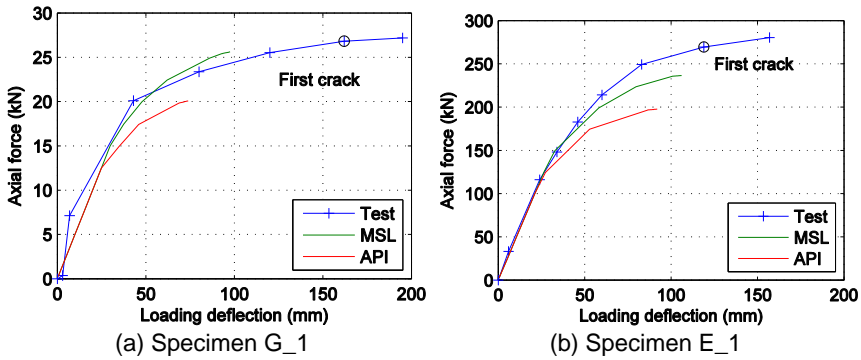 30
25
20
15
10
5
0
Axial force (kN)
First crack
Test
MSL
API
0 50 100 150 200
Loading deflection (mm)
(a) Specimen G_1
300
250
200
150
100
50
0
Axial force (kN)
First crack
Test
MSL
API
0 50 100 150 200
Loading deflection (mm)
(b) Specimen E_1